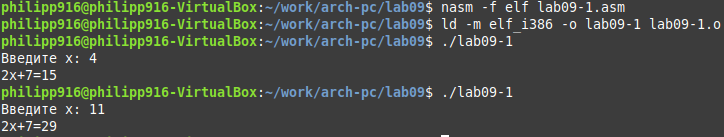 philipp916@philipp916-VirtualBox:~/work/arch-pc/lab09$ nasm -f elf lab09-1.asm
philipp916@philipp916-VirtualBox:~/work/arch-pc/lab09$ ld -m elf_i386 -o lab09-1 lab09-1.o
philipp916@philipp916-VirtualBox:~/work/arch-pc/lab09$ ./lab09-1
Введите x: 4
2x+7=15
philipp916@philipp916-VirtualBox:~/work/arch-pc/lab09$ ./lab09-1
Введите x: 11
2x+7=29